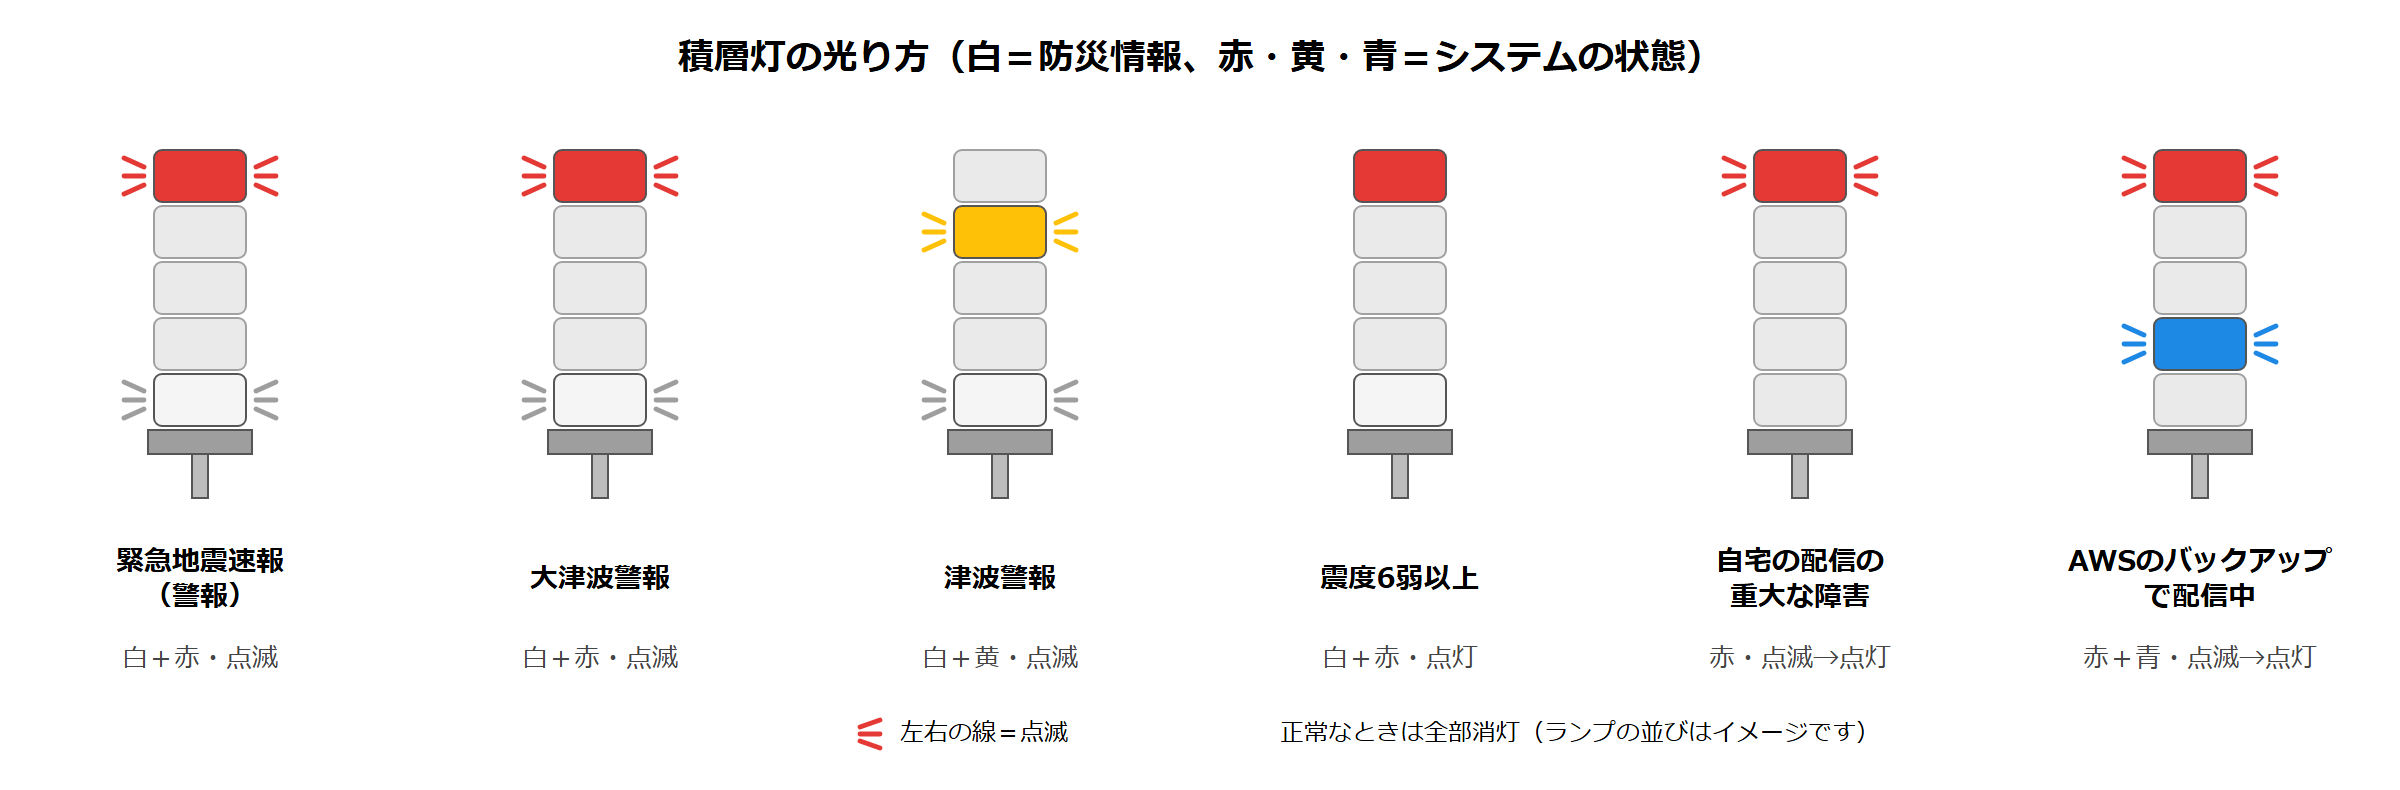 積層灯の光り方（白＝防災情報、赤・黄・青＝システムの状態）
緊急地震速報
（警報）
白＋赤・点滅
大津波警報
白＋赤・点滅
津波警報
白＋黄・点滅
震度6弱以上
白＋赤・点灯
自宅の配信の
重大な障害
赤・点滅→点灯
AWSのバックアップ
で配信中
赤＋青・点滅→点灯
左右の線＝点滅
正常なときは全部消灯（ランプの並びはイメージです）